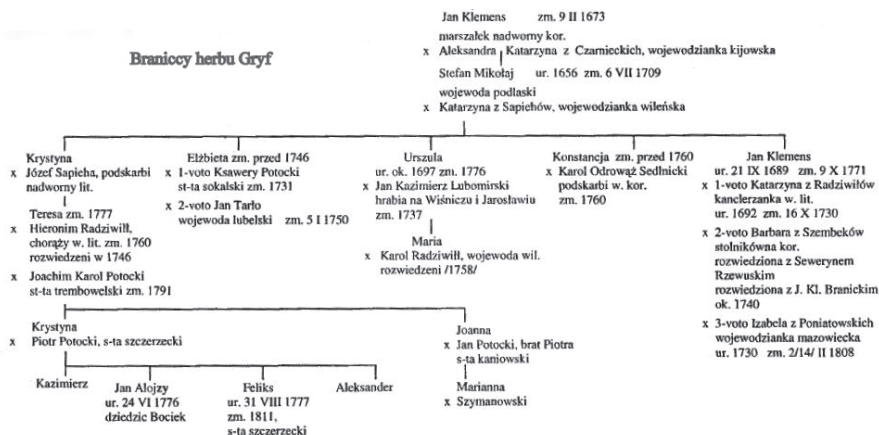 Braniccy herbu Gryf
Jan Klemens zm. 9 II 1673
marszałek nadworny kor.
x Aleksandra Katarzyna z Czarnieckich, wojewodzianka kijowska
Stefan Mikołaj ur. 1656 zm. 6 VII 1709
wojewoda podlaski
x Katarzyna z Sapiehów, wojewodzianka wileńska
Krystyna
x Józef Sapieha, podskarbi
nadworny lit.
Teresa zm. 1777
x Hieronim Radziwiłł,
chorąży w. lit. zm. 1760
rozwiedzeni w 1746
x Joachim Karol Potocki
st-ta trembowelski zm. 1791
Elżbieta zm. przed 1746
x 1-voto Ksawery Potocki
st-ta sokalski zm. 1731
x 2-voto Jan Tarło
wojewoda lubelski zm. 5 I 1750
Urszula
ur. ok. 1697 zm. 1776
x Jan Kazimierz Lubomirski
hrabia na Wiśniczu i Jarosławiu
zm. 1737
Maria
x Karol Radziwiłł, wojewoda wil.
rozwiedzeni /1758/
Konstancja zm. przed 1760
x Karol Odrowąż Sedlnicki
podskarbi w. kor.
zm. 1760
Jan Klemens
ur. 21 IX 1689 zm. 9 X 1771
x 1-voto Katarzyna z Radziwiłów
kanclerzanka w. lit.
ur. 1692 zm. 16 X 1730
x 2-voto Barbara z Szembeków
stolnikówna kor.
rozwiedziona z Sewerynem
Rzewuskim
rozwiedziona z J. Kl. Branickim
ok. 1740
x 3-voto Izabela z Poniatowskich
wojewodzianka mazowiecka
ur. 1730 zm. 2/14/ II 1808
Krystyna
x Piotr Potocki, s-ta szczerzecki
Joanna
x Jan Potocki, brat Piotra
s-ta kaniowski
Kazimierz
Jan Alojzy
ur. 24 VI 1776
dziedzic Bociek
Feliks
ur. 31 VIII 1777
zm. 1811,
s-ta szczerzecki
Aleksander
Marianna
x Szymanowski